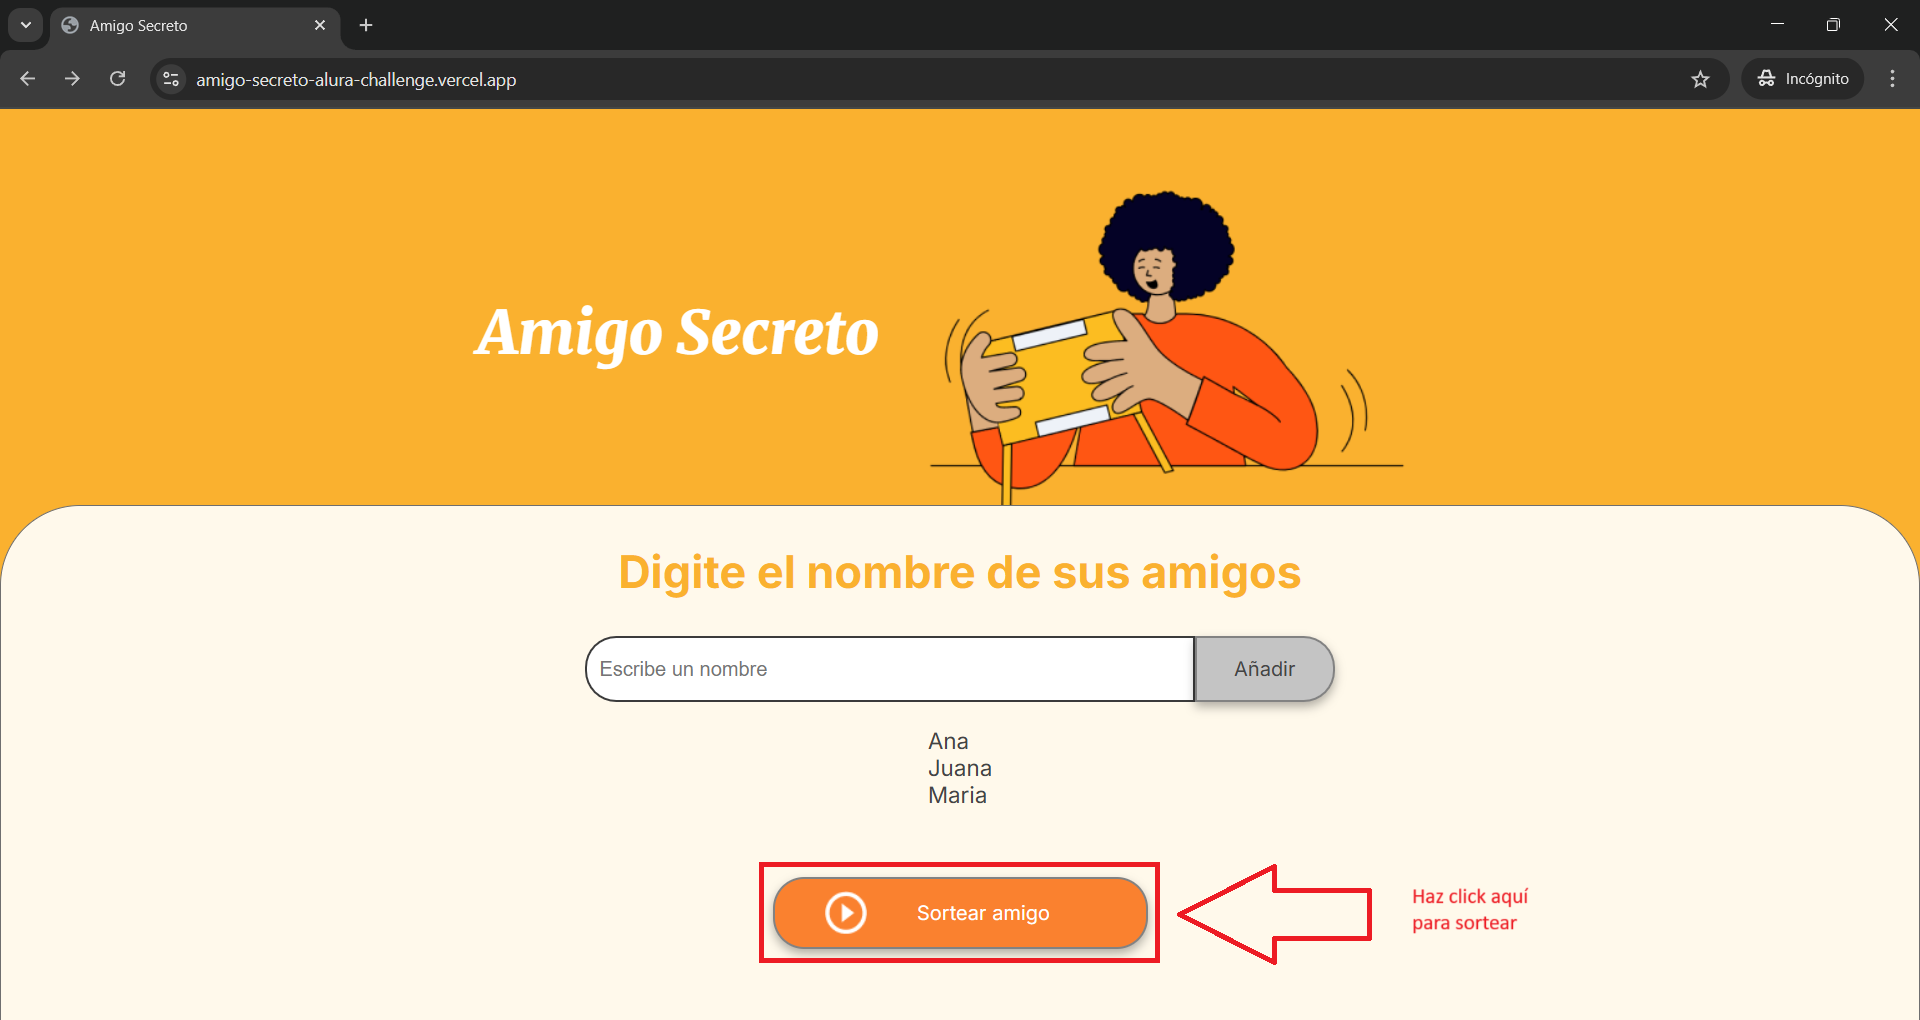 Amigo Secreto
amigo-secreto-alura-challenge.vercel.app
Incógnito
Amigo Secreto
Digite el nombre de sus amigos
Escribe un nombre
Añadir
Ana
Juana
Maria
Sortear amigo
Haz click aquí
para sortear